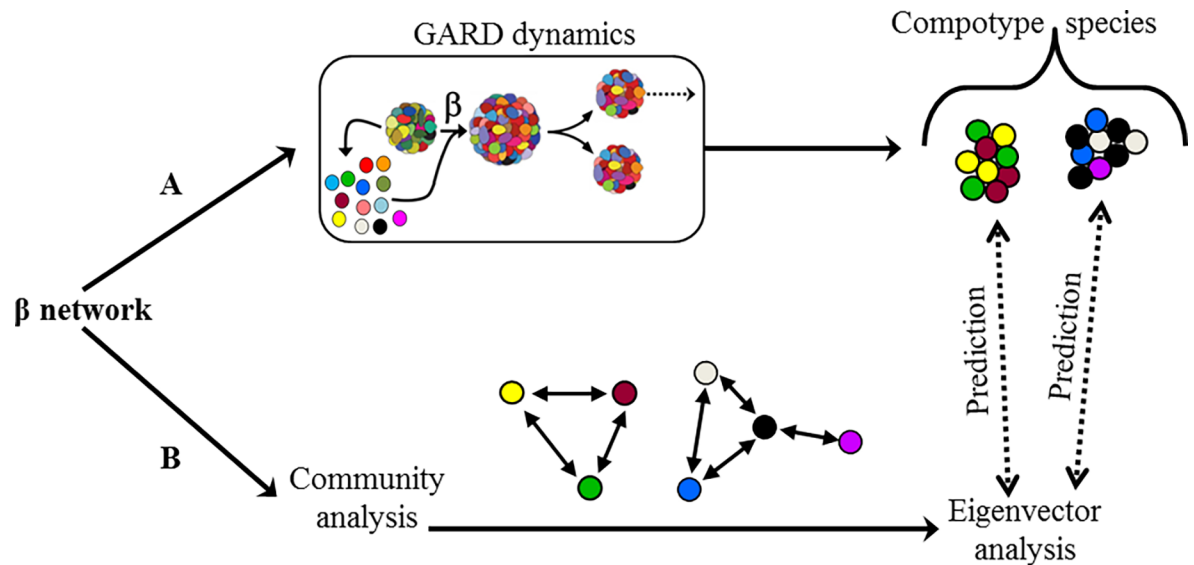 GARD dynamics
Compotype species
β
A
β network
B
Prediction
Prediction
Community
analysis
Eigenvector
analysis